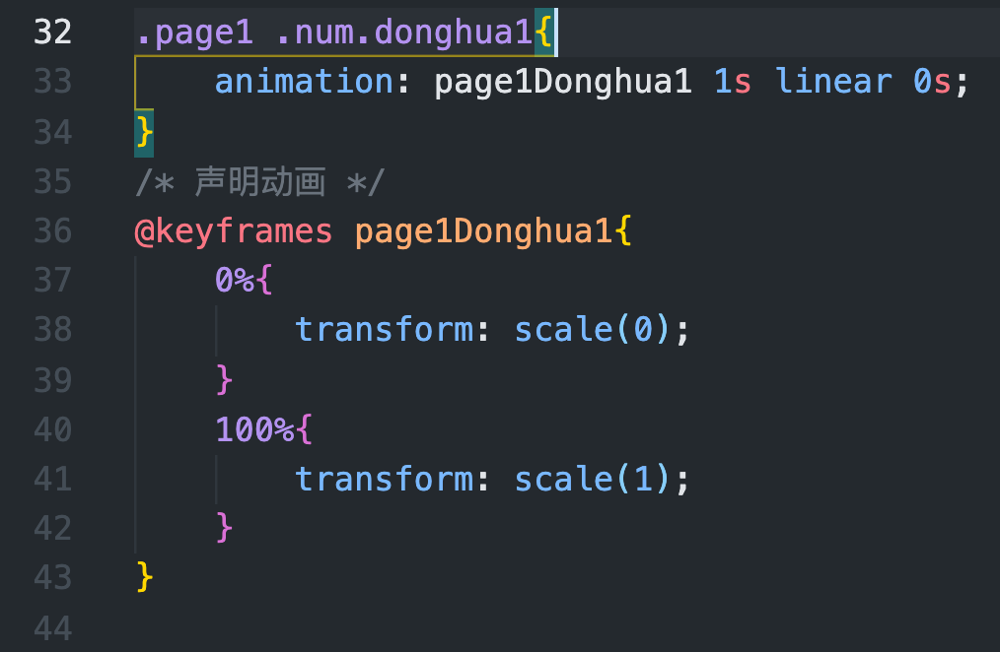 32 .page1 .num.donghua1{
33     animation: page1Donghua1 1s linear 0s;
34 }
35 /* 声明动画 */
36 @keyframes page1Donghua1{
37     0%{
38         transform: scale(0);
39     }
40     100%{
41         transform: scale(1);
42     }
43 }
44